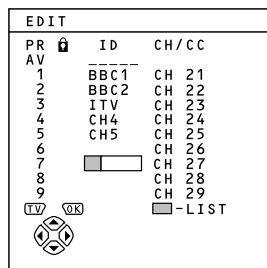 EDIT
PR ID CH/CC
AV -----
1 BBC1 CH 21
2 BBC2 CH 22
3 ITV CH 23
4 CH4 CH 24
5 CH5 CH 25
6 CH 26
7 CH 27
8 CH 28
9 CH 29
TV OK -LIST